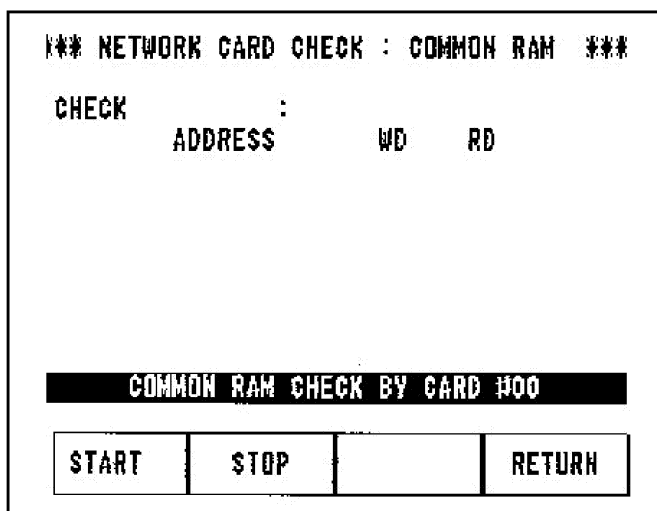 *** NETWORK CARD CHECK : COMMON RAM ***
CHECK :
ADDRESS WD RD
COMMON RAM CHECK BY CARD #00
START STOP RETURN